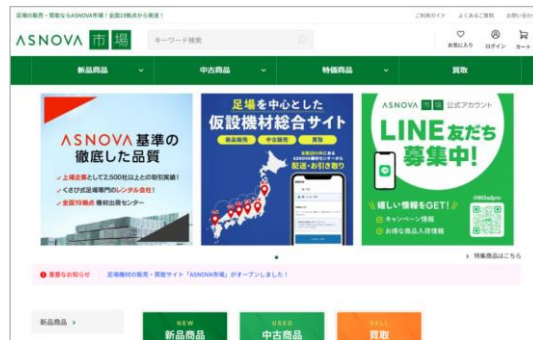 足場の販売・買取ならASNOVA市場！全国19拠点から発送！
ご利用ガイド よくあるご質問 お問い合わせ
ASNOVA 市場
キーワード検索
お気に入り ログイン カート
新品商品 中古商品 特価商品 買取
ASNOVA基準の
徹底した品質
上場企業として2,500社以上との取引実績！
くさび式足場専門のレンタル会社！
全国19拠点 機材出荷センター
足場を中心とした
仮設機材総合サイト
新品販売 中古販売 買取
配送・お引き取り
ASNOVA 市場 公式アカウント
LINE友だち
募集中！
嬉しい情報をGET！
キャンペーン情報
お得な商品入荷情報
特集商品はこちら
重要なお知らせ 足場機材の販売・買取サイト「ASNOVA市場」がオープンしました！
新品商品
NEW
新品商品
USED
中古商品
SELL
買取